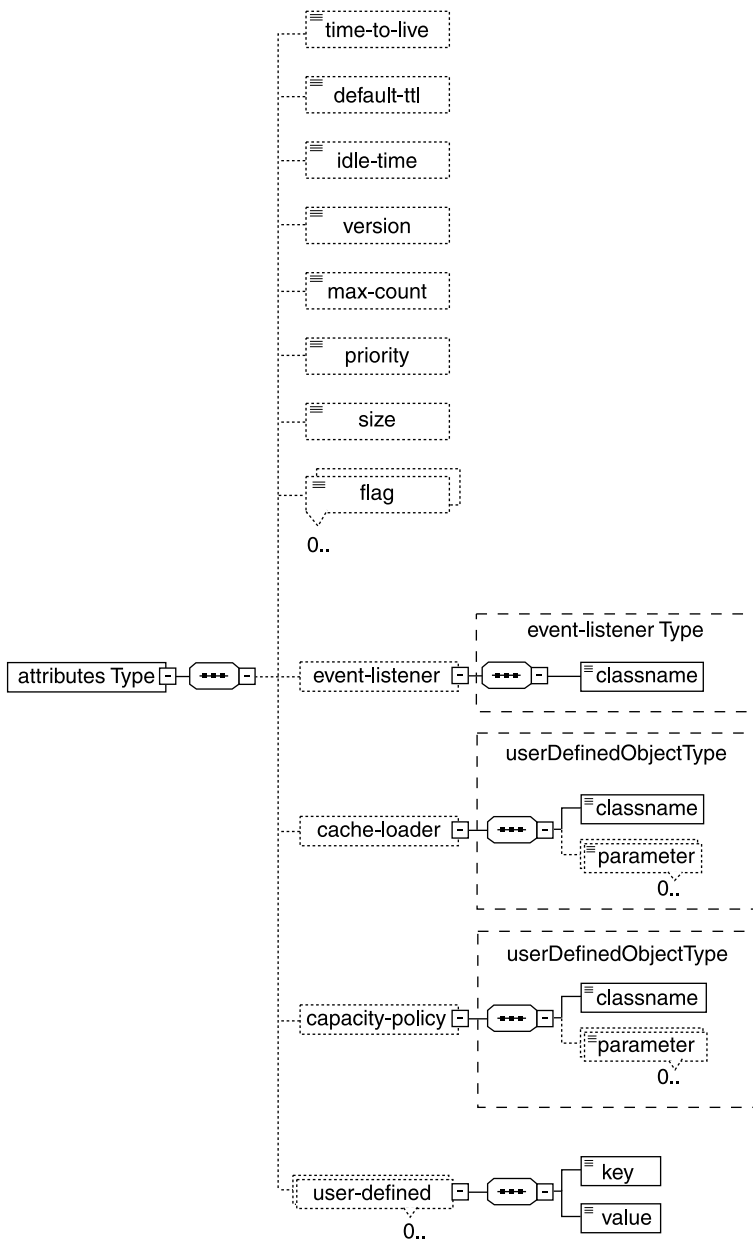 time-to-live
default-ttl
idle-time
version
max-count
priority
size
flag
0..
attributes Type
event-listener
event-listener Type
classname
cache-loader
userDefinedObjectType
classname
parameter
0..
capacity-policy
userDefinedObjectType
classname
parameter
0..
user-defined
0..
key
value